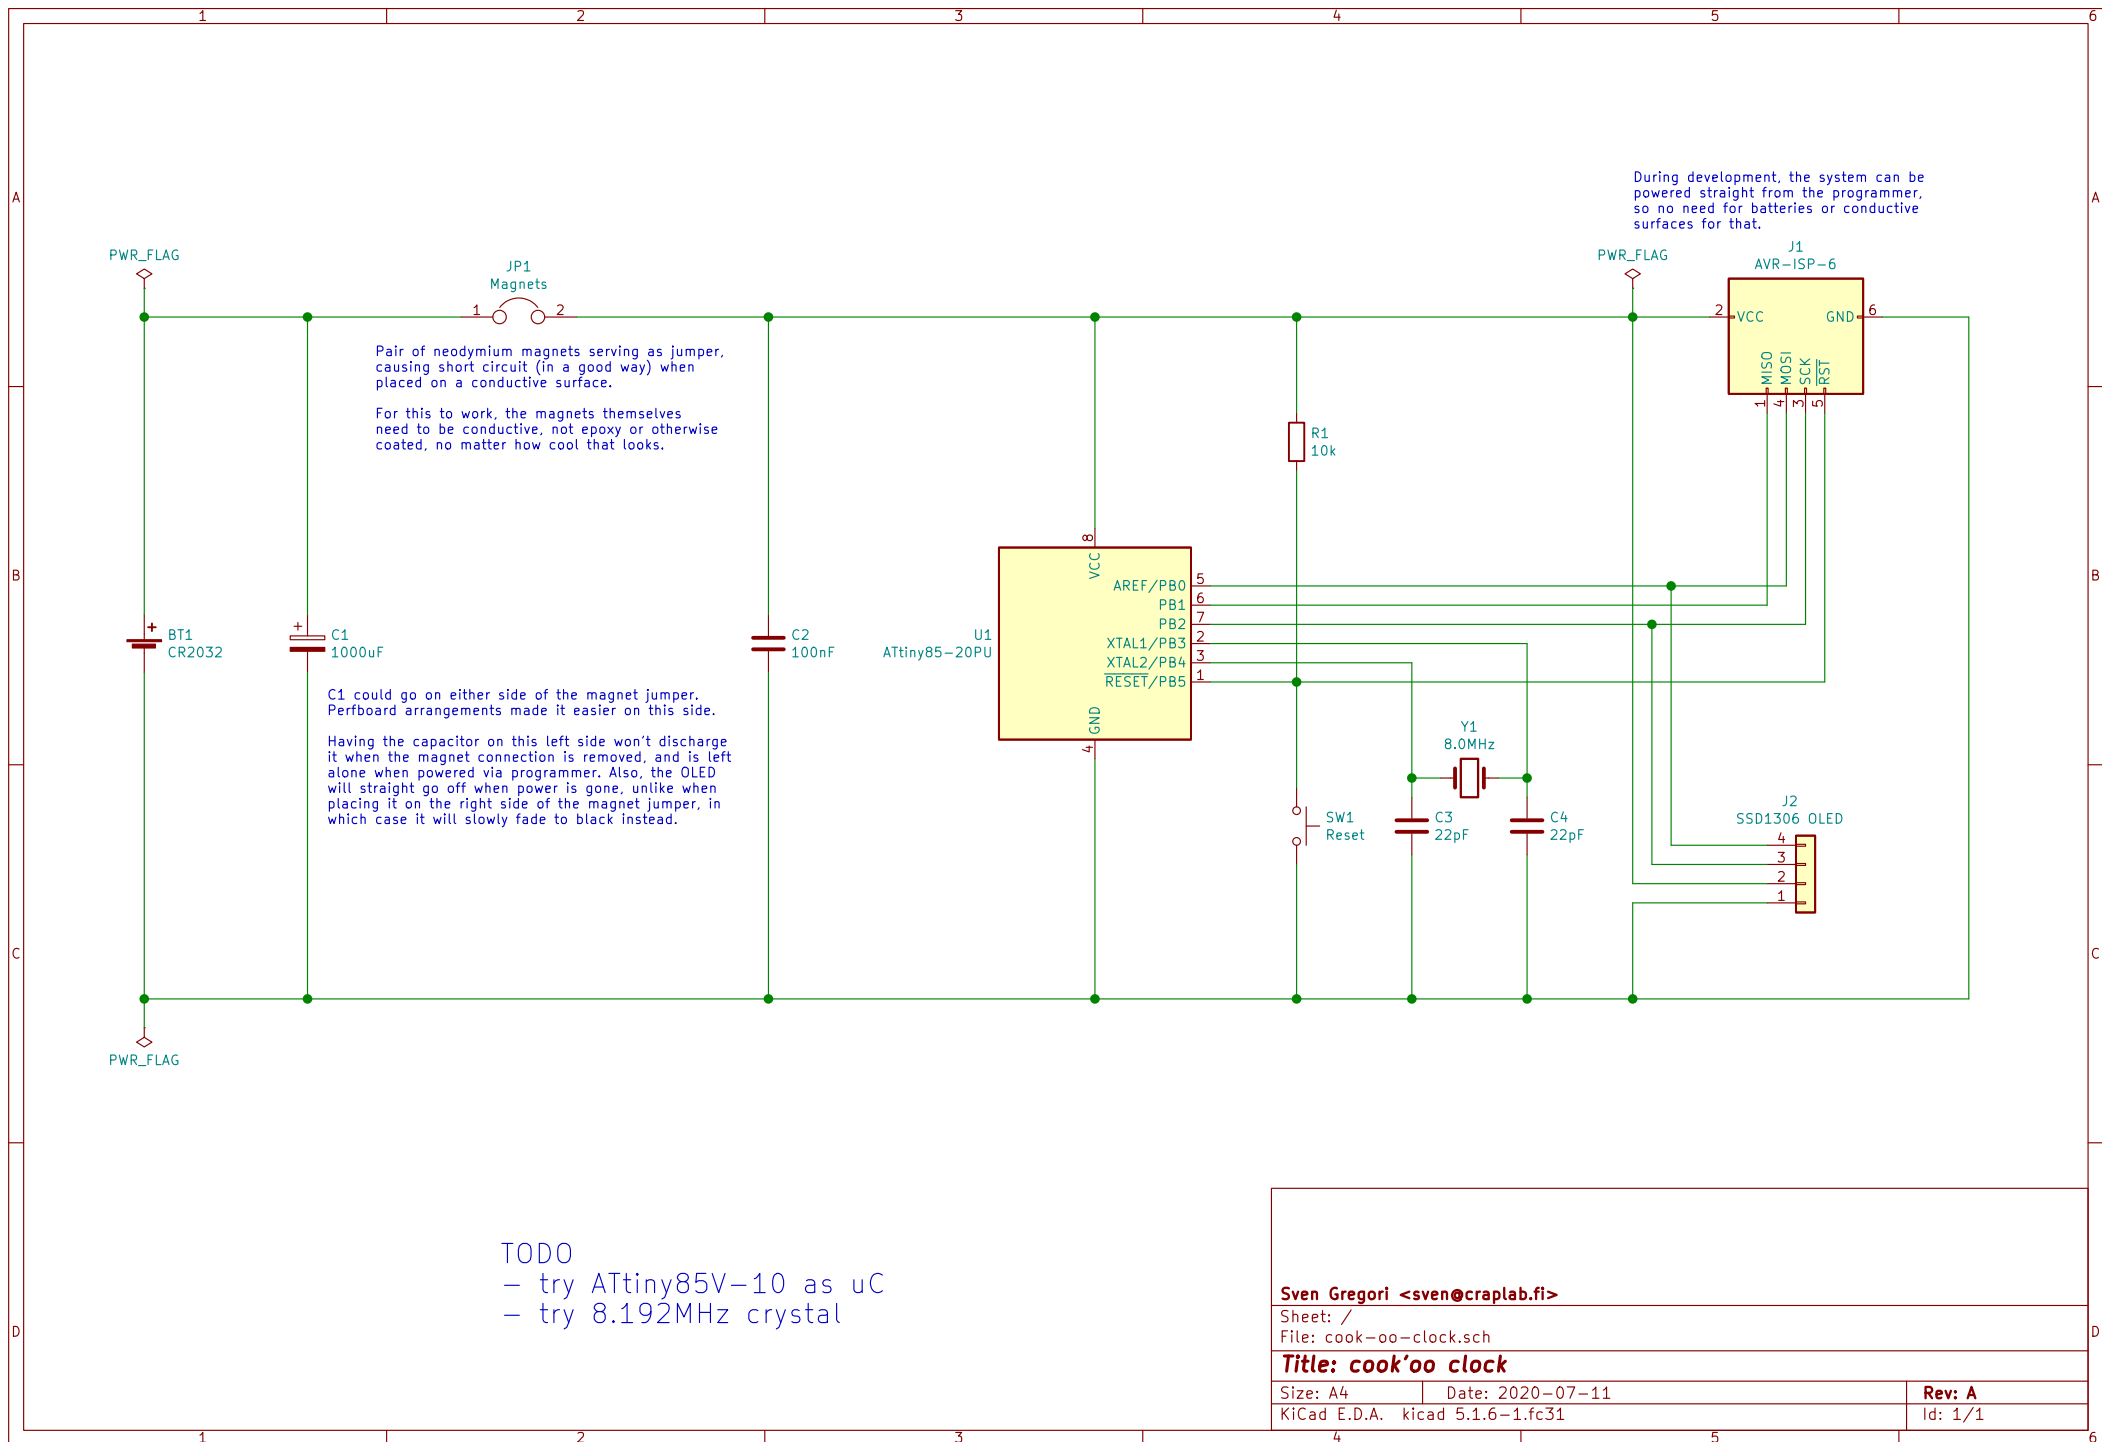 1 2 3 4 5 6
During development, the system can be
powered straight from the programmer,
so no need for batteries or conductive
surfaces for that.
A A
J1
AVR-ISP-6
PWR_FLAG
PWR_FLAG
JP1
Magnets
1 2
2 VCC
GND 6
MISO
MOSI
SCK
RST
1 4 3 5
Pair of neodymium magnets serving as jumper,
causing short circuit (in a good way) when
placed on a conductive surface.
For this to work, the magnets themselves
need to be conductive, not epoxy or otherwise
coated, no matter how cool that looks.
R1
10k
B B
8
VCC
AREF/PB0 5
PB1 6
PB2 7
XTAL1/PB3 2
XTAL2/PB4 3
RESET/PB5 1
GND
4
U1
ATtiny85-20PU
+
BT1
CR2032
+
C1
1000uF
C2
100nF
C1 could go on either side of the magnet jumper.
Perfboard arrangements made it easier on this side.
Having the capacitor on this left side won't discharge
it when the magnet connection is removed, and is left
alone when powered via programmer. Also, the OLED
will straight go off when power is gone, unlike when
placing it on the right side of the magnet jumper, in
which case it will slowly fade to black instead.
Y1
8.0MHz
SW1
Reset
C3
22pF
C4
22pF
J2
SSD1306 OLED
4
3
2
1
C C
PWR_FLAG
TODO
- try ATtiny85V-10 as uC
- try 8.192MHz crystal
D D
Sven Gregori <sven@craplab.fi>
Sheet: /
File: cook-oo-clock.sch
Title: cook'oo clock
Size: A4 Date: 2020-07-11 Rev: A
KiCad E.D.A. kicad 5.1.6-1.fc31 Id: 1/1
1 2 3 4 5 6